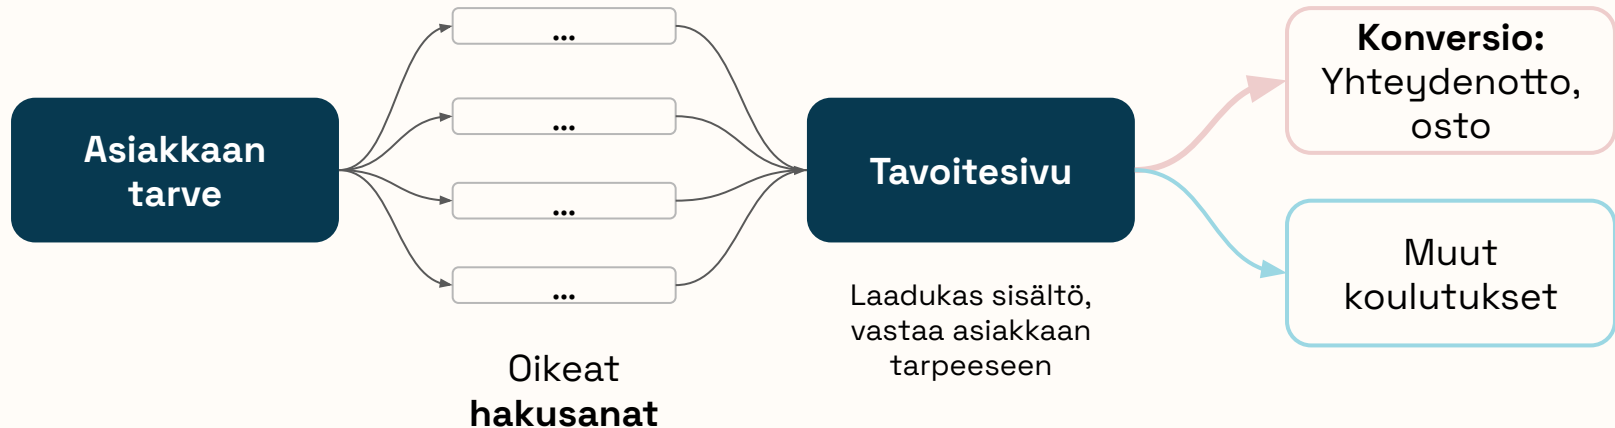 Asiakkaan
tarve
...
...
...
...
Oikeat
hakusanat
Tavoitesivu
Laadukas sisältö,
vastaa asiakkaan
tarpeeseen
Konversio:
Yhteydenotto,
osto
Muut
koulutukset